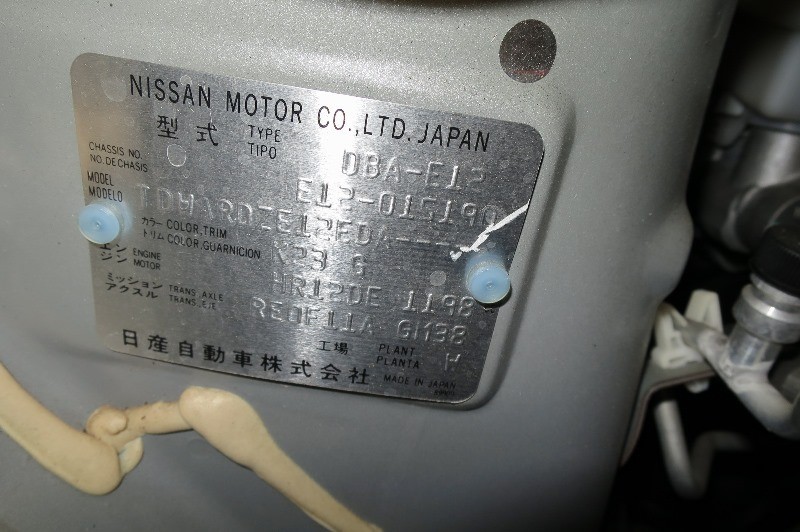 NISSAN MOTOR CO.,LTD. JAPAN
型式 TYPE TIPO DBA-E12
CHASSIS NO. NO. DE CHASIS
MODEL MODELO
カラー COLOR,TRIM トリム COLOR,GUARNICION K23 G
エンジン ENGINE MOTOR HR12DE 1198
ミッション アクスル TRANS. AXLE TRANS. EJE RE0F11A GM38
工場 PLANT PLANTA W
日産自動車株式会社 MADE IN JAPAN